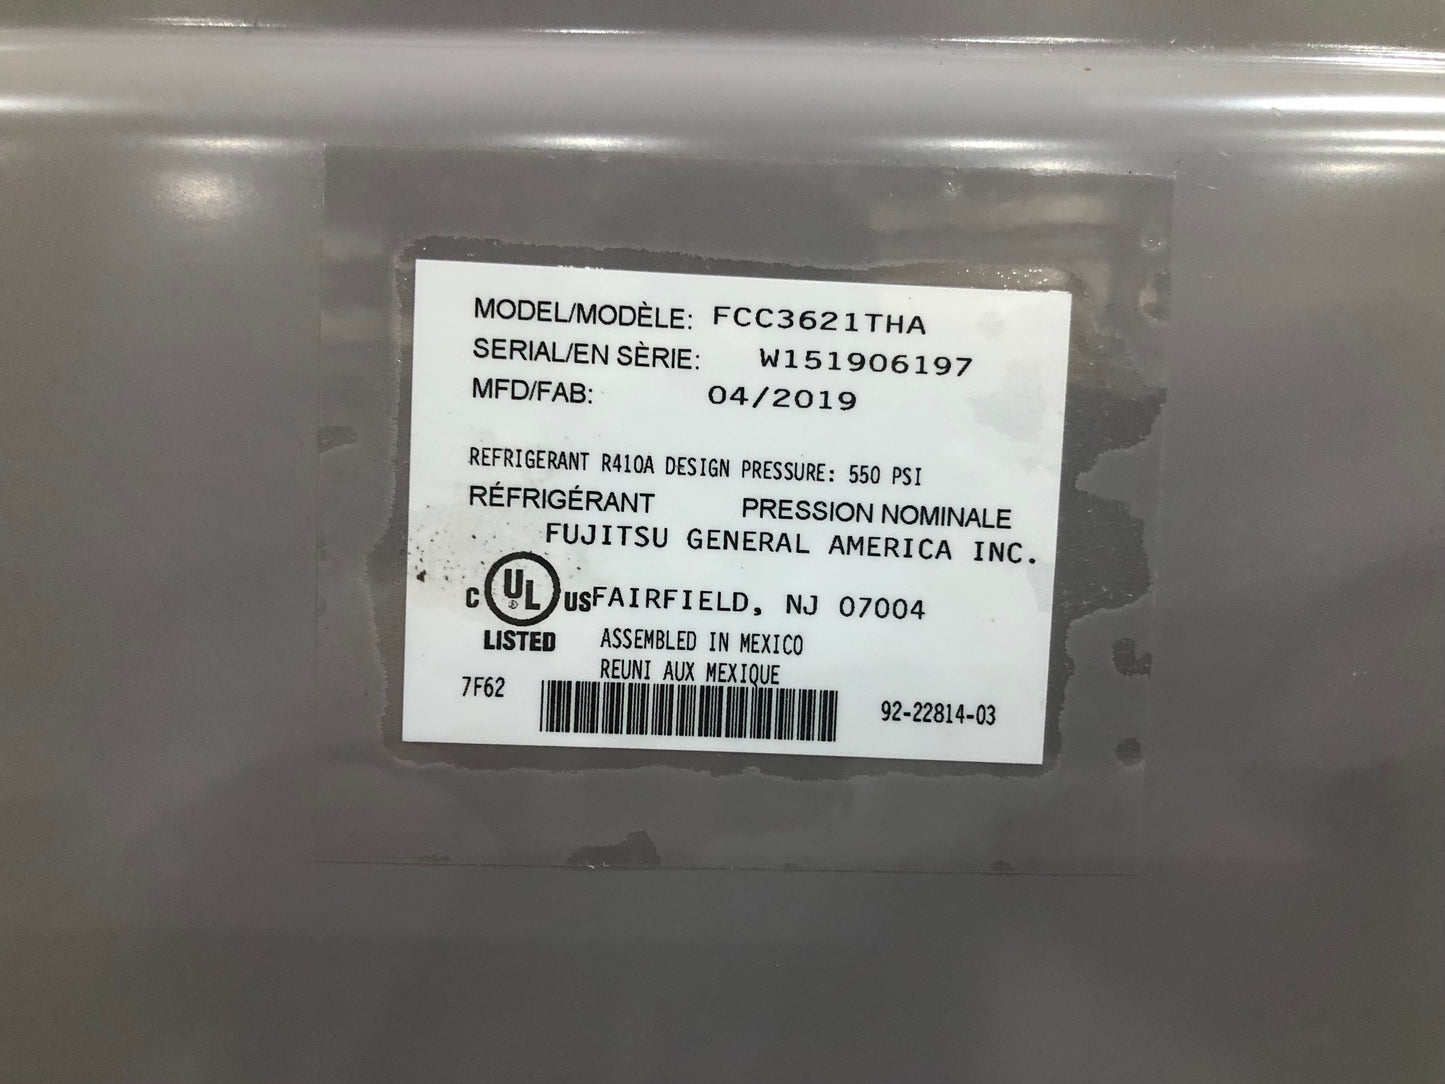 MODEL/MODÈLE: FCC3621THA
SERIAL/EN SÈRIE: W151906197
MFD/FAB: 04/2019
REFRIGERANT R410A DESIGN PRESSURE: 550 PSI
RÉFRIGÉRANT PRESSION NOMINALE
FUJITSU GENERAL AMERICA INC.
C UL US FAIRFIELD, NJ 07004
LISTED
ASSEMBLED IN MEXICO
REUNI AUX MEXIQUE
7F62
92-22814-03